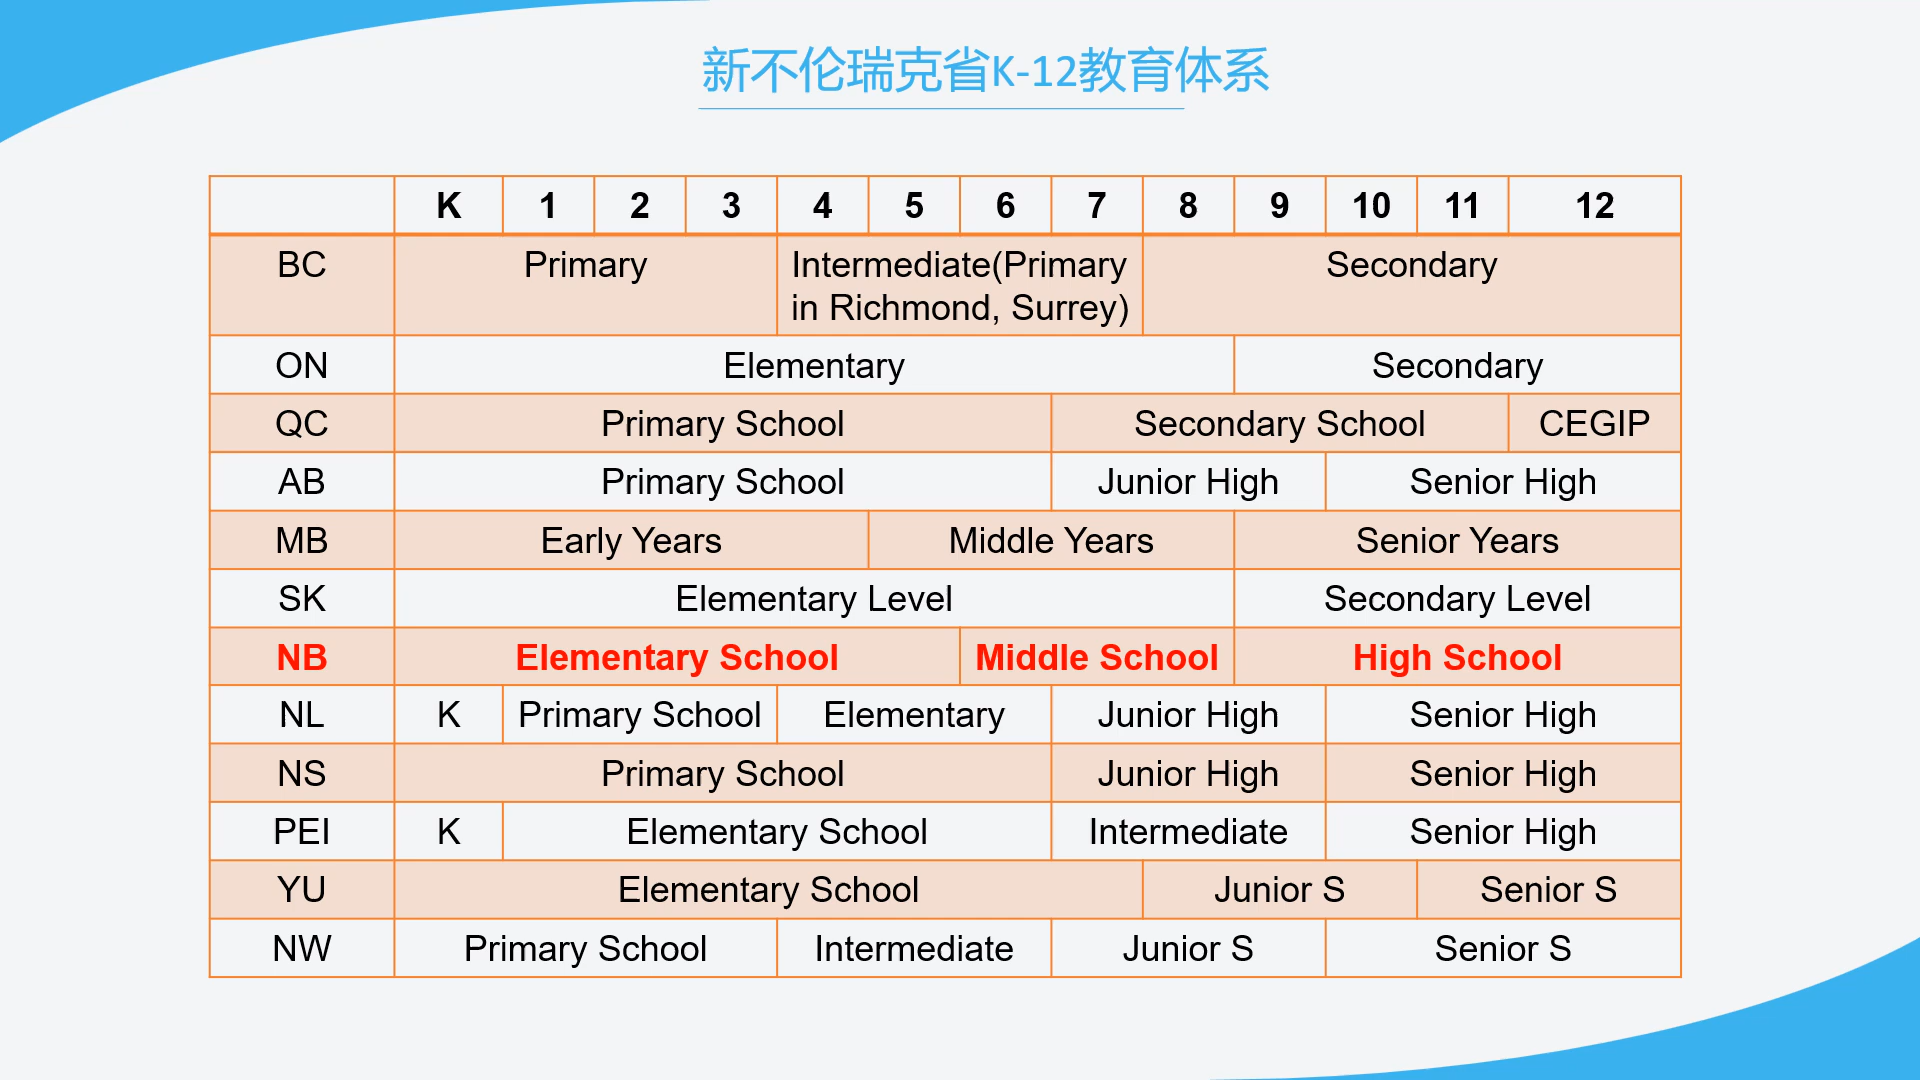 新不伦瑞克省K-12教育体系
K 1 2 3 4 5 6 7 8 9 10 11 12
BC Primary Intermediate(Primary in Richmond, Surrey) Secondary
ON Elementary Secondary
QC Primary School Secondary School CEGIP
AB Primary School Junior High Senior High
MB Early Years Middle Years Senior Years
SK Elementary Level Secondary Level
NB Elementary School Middle School High School
NL K Primary School Elementary Junior High Senior High
NS Primary School Junior High Senior High
PEI K Elementary School Intermediate Senior High
YU Elementary School Junior S Senior S
NW Primary School Intermediate Junior S Senior S